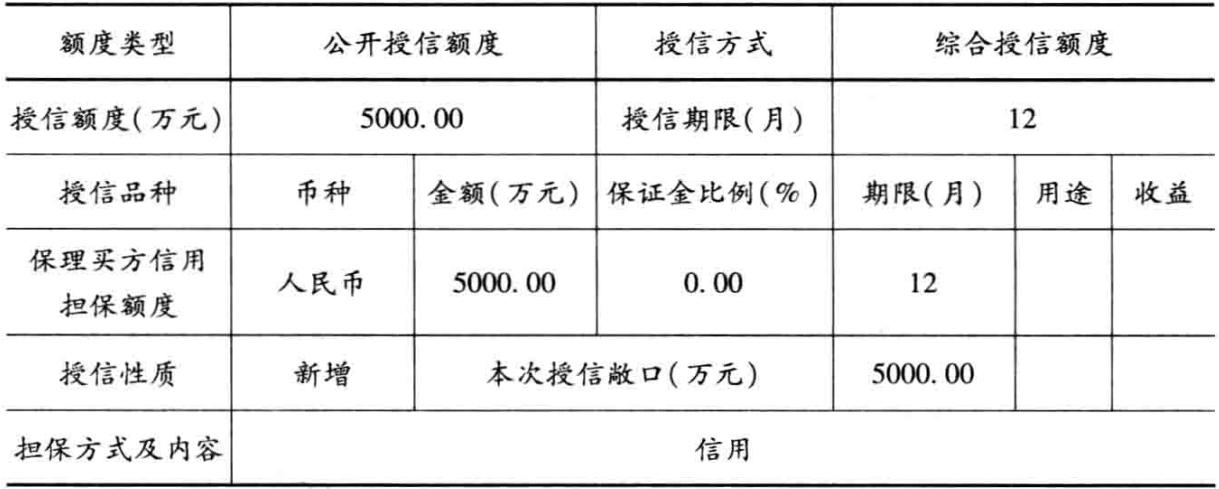 额度类型 公开授信额度 授信方式 综合授信额度
授信额度(万元) 5000.00 授信期限(月) 12
授信品种 币种 金额(万元) 保证金比例(%) 期限(月) 用途 收益
保理买方信用
担保额度 人民币 5000.00 0.00 12
授信性质 新增 本次授信敞口(万元) 5000.00
担保方式及内容 信用